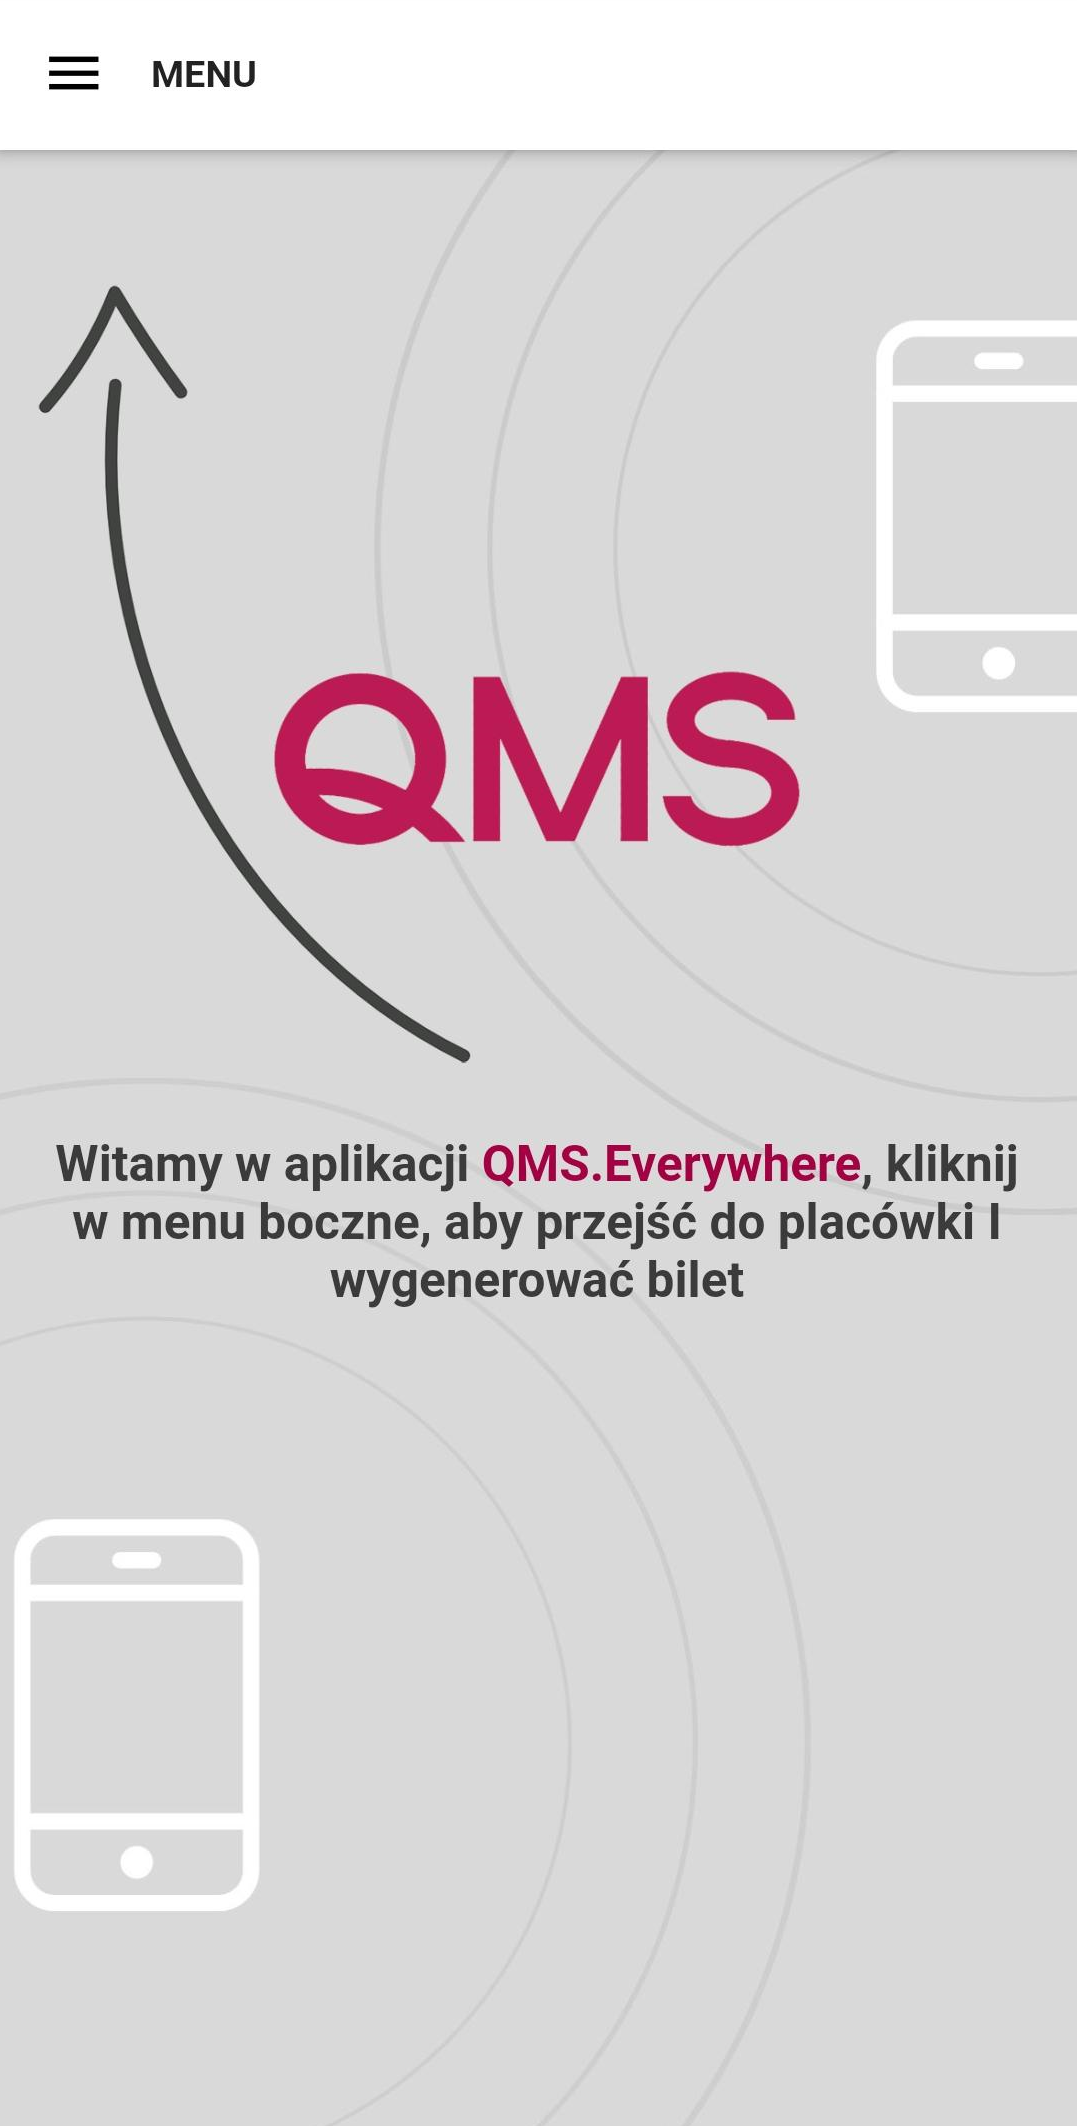 MENU
QMS
Witamy w aplikacji QMS.Everywhere, kliknij
w menu boczne, aby przejść do placówki I
wygenerować bilet